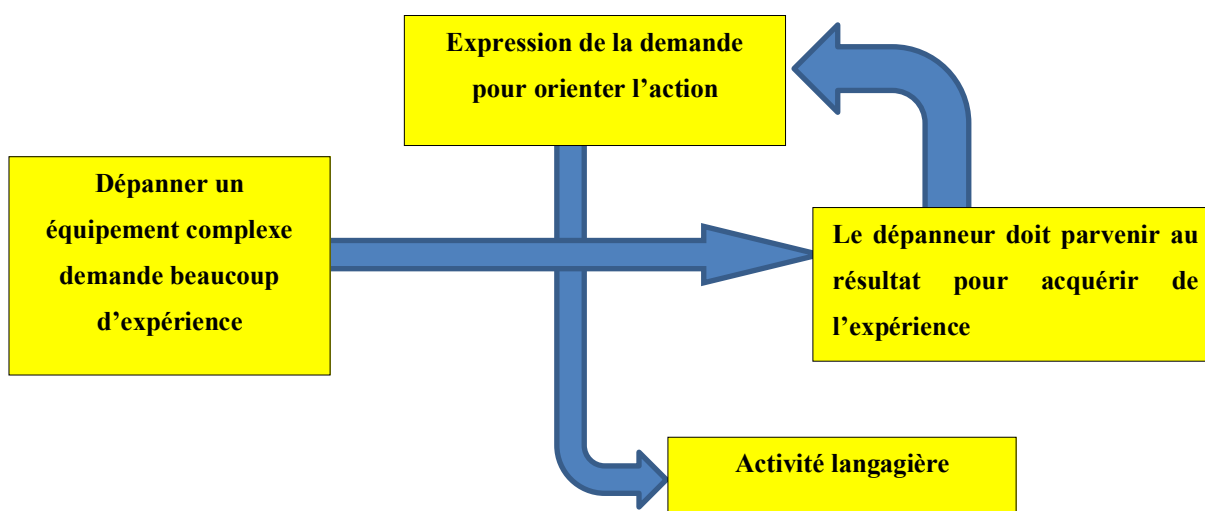 Expression de la demande
pour orienter l’action
Dépanner un
équipement complexe
demande beaucoup
d’expérience
Le dépanneur doit parvenir au
résultat pour acquérir de
l’expérience
Activité langagière